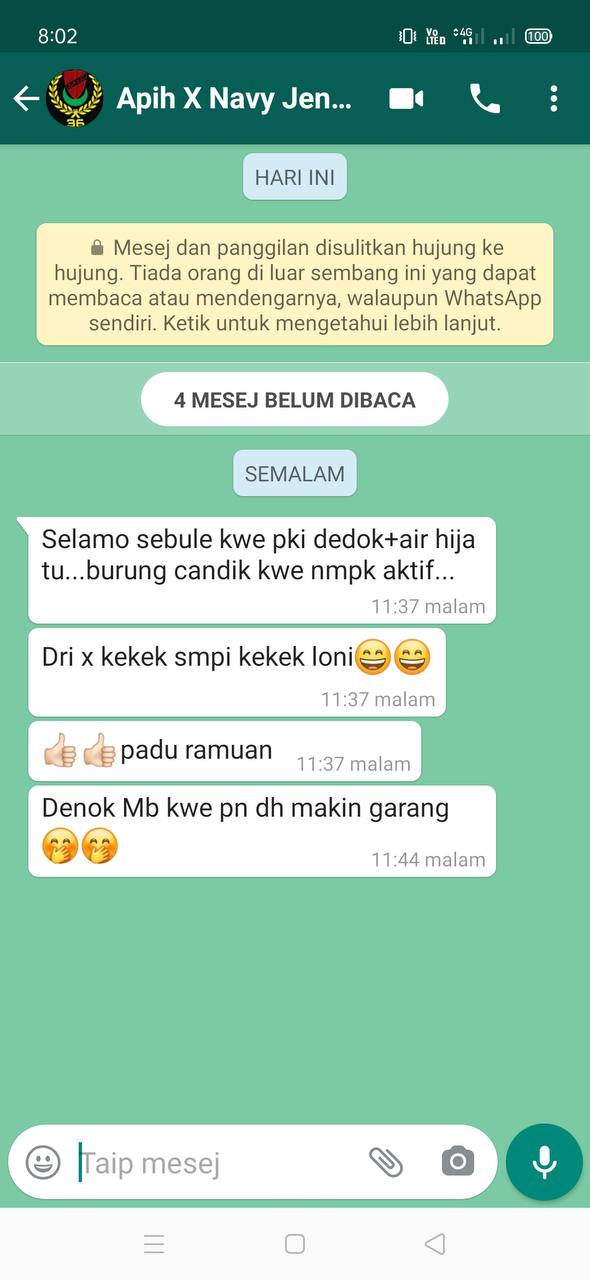 8:02
Vo
LTED
4G
100
Apih X Navy Jen...
36
HARI INI
Mesej dan panggilan disulitkan hujung ke
hujung. Tiada orang di luar sembang ini yang dapat
membaca atau mendengarnya, walaupun WhatsApp
sendiri. Ketik untuk mengetahui lebih lanjut.
4 MESEJ BELUM DIBACA
SEMALAM
Selamo sebule kwe pki dedok+air hija
tu...burung candik kwe nmpk aktif...
11:37 malam
Dri x kekek smpi kekek loni😄😄
11:37 malam
👍🏻👍🏻padu ramuan
11:37 malam
Denok Mb kwe pn dh makin garang
🤭🤭
11:44 malam
Taip mesej